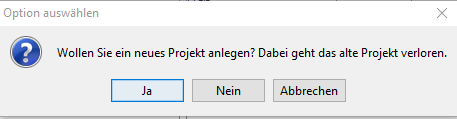 Option auswählen
Wollen Sie ein neues Projekt anlegen? Dabei geht das alte Projekt verloren.
Ja
Nein
Abbrechen